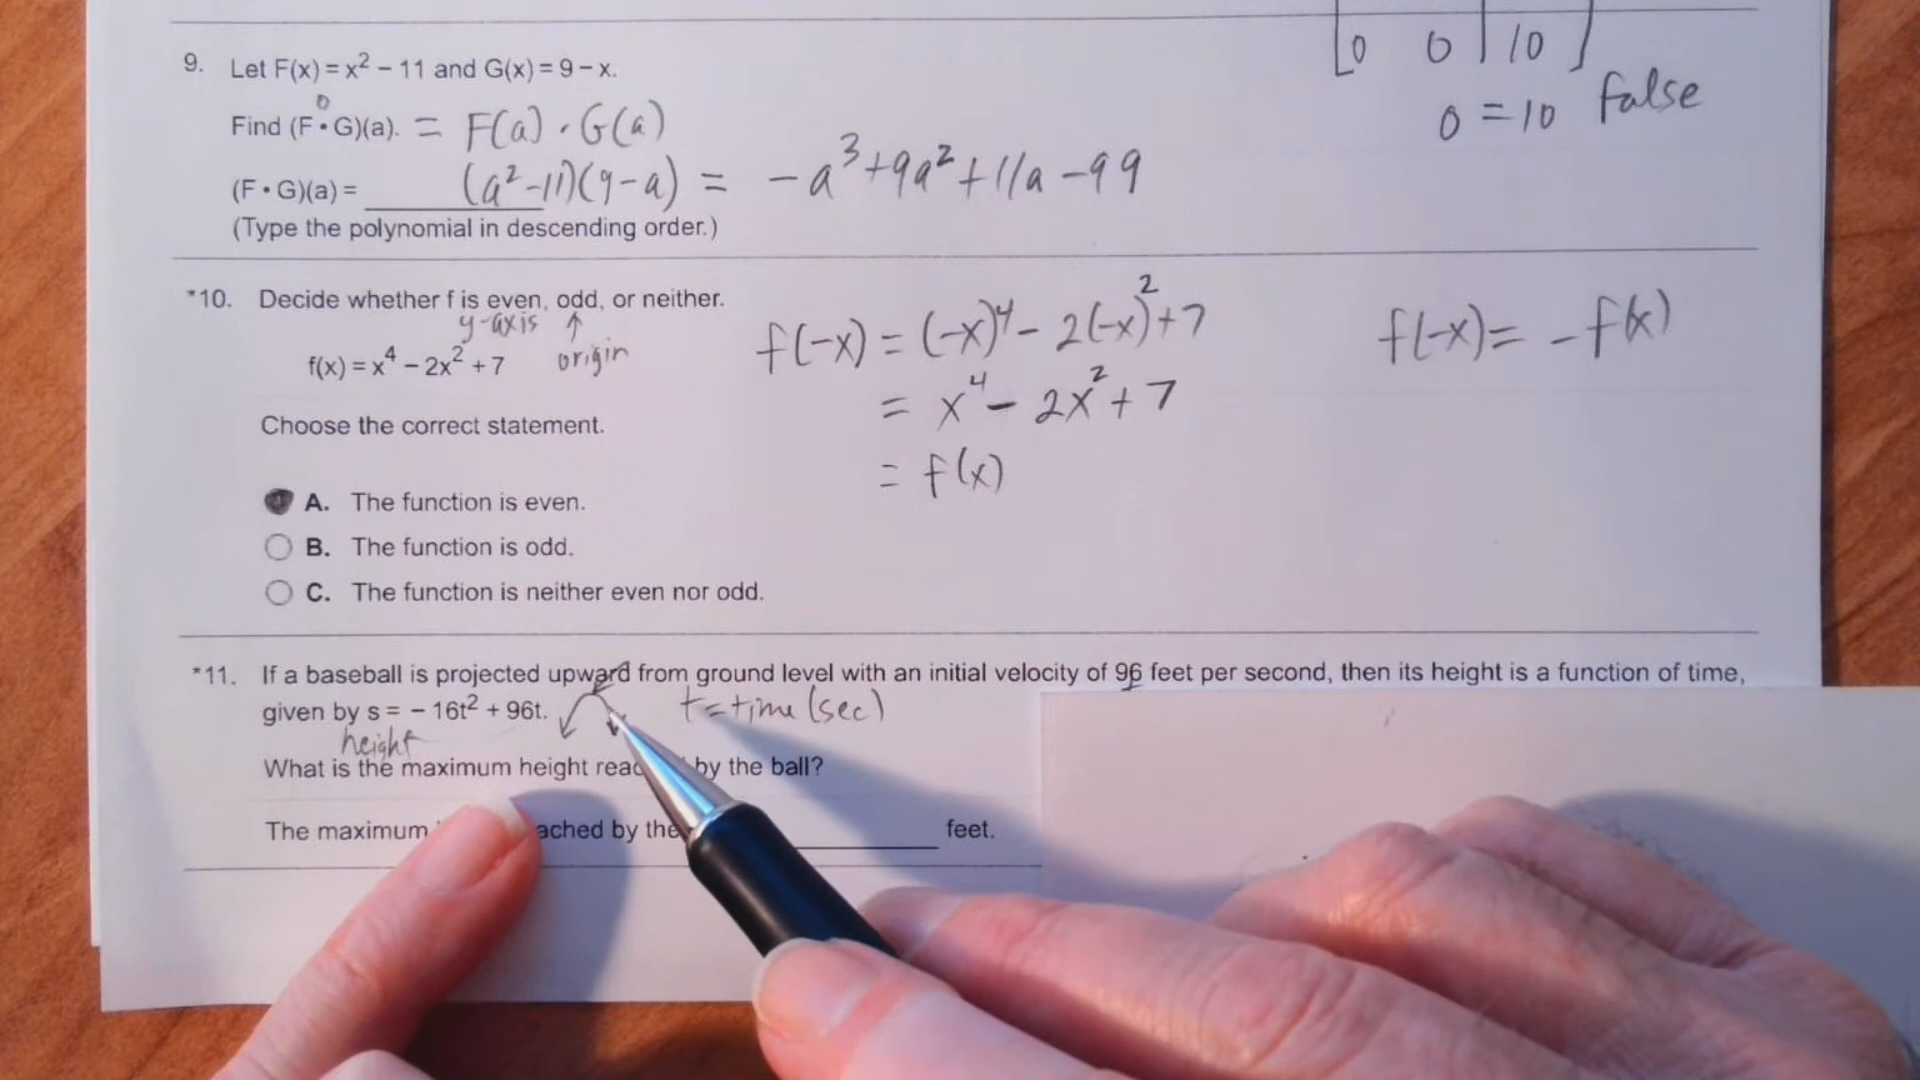 [0 0 | 10]
0 = 10 false
9. Let F(x) = x² − 11 and G(x) = 9 − x.
o
Find (F • G)(a). = F(a) · G(a)
(F • G)(a) = ______ (a²-11)(9-a) = -a³+9a²+11a-99
(Type the polynomial in descending order.)
*10. Decide whether f is even, odd, or neither.
y-axis ↑
origin
f(x) = x⁴ − 2x² + 7
f(-x) = (-x)⁴ - 2(-x)² + 7
= x⁴ - 2x² + 7
= f(x)
f(-x) = -f(x)
Choose the correct statement.
A. The function is even.
B. The function is odd.
C. The function is neither even nor odd.
*11. If a baseball is projected upward from ground level with an initial velocity of 96 feet per second, then its height is a function of time,
given by s = − 16t² + 96t. t = time (sec)
height
What is the maximum height by the ball?
The maximum by the ______ feet.